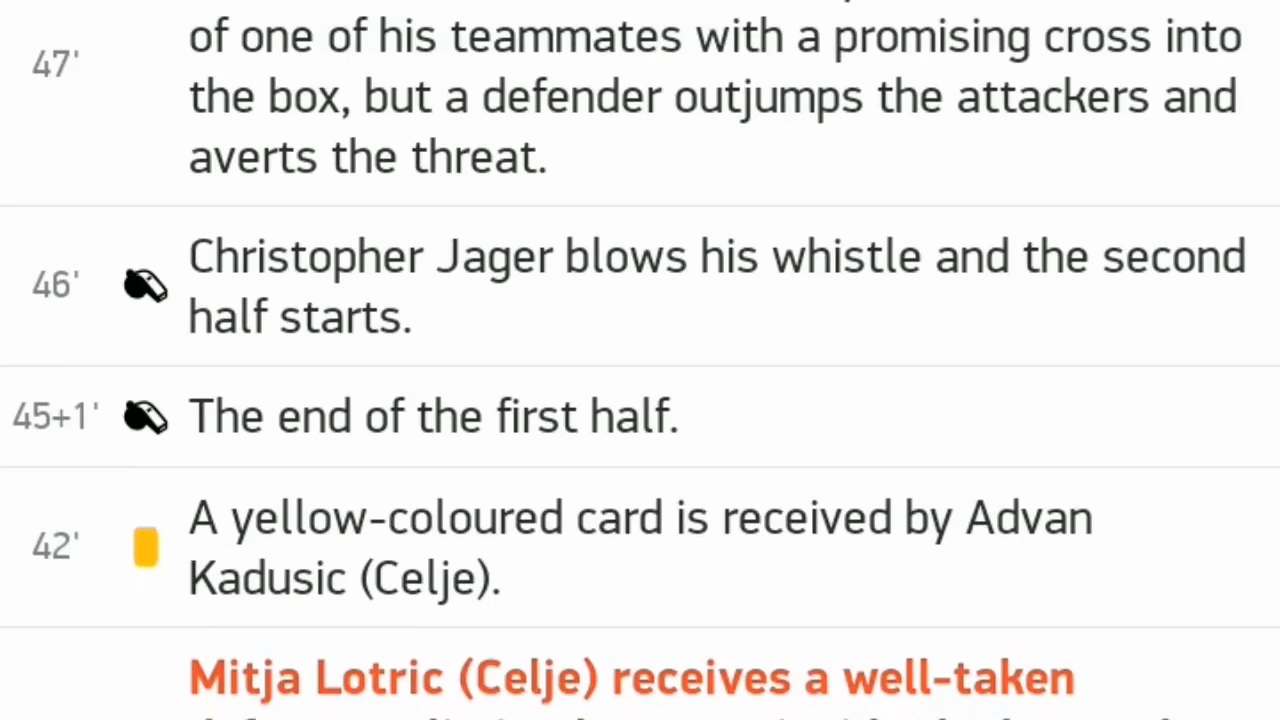 of one of his teammates with a promising cross into
47'
the box, but a defender outjumps the attackers and
averts the threat.
Christopher Jager blows his whistle and the second
46'
half starts.
45+1' The end of the first half.
A yellow-coloured card is received by Advan
42'
Kadusic (Celje).
Mitja Lotric (Celje) receives a well-taken